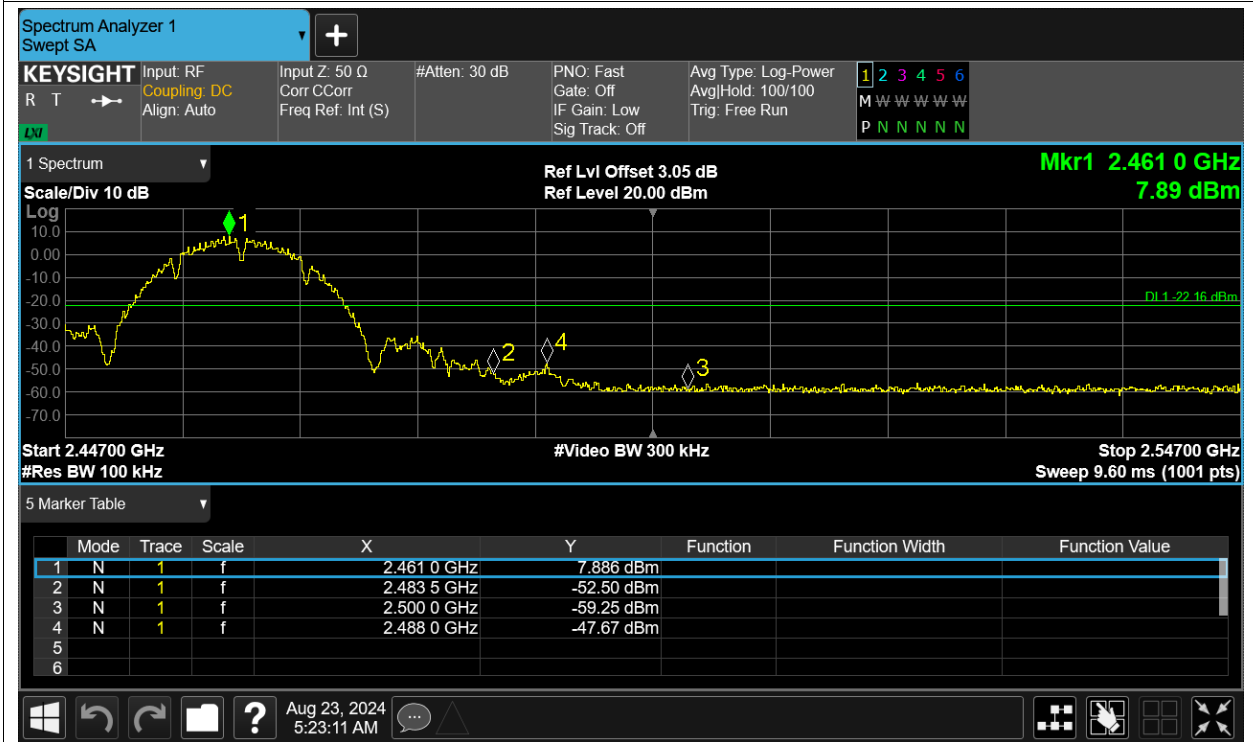 Spectrum Analyzer 1
Swept SA
+
KEYSIGHT Input: RF Input Z: 50 Ω #Atten: 30 dB PNO: Fast Avg Type: Log-Power 1 2 3 4 5 6
R T Coupling: DC Corr CCorr Gate: Off Avg|Hold: 100/100 M W W W W W
Align: Auto Freq Ref: Int (S) IF Gain: Low Trig: Free Run
LXI Sig Track: Off P N N N N N
1 Spectrum Ref Lvl Offset 3.05 dB Mkr1 2.461 0 GHz
Scale/Div 10 dB Ref Level 20.00 dBm 7.89 dBm
Log
1
10.0
0.00
-10.0
-20.0
DL1 -22.16 dBm
-30.0
-40.0
2 4
-50.0
3
-60.0
-70.0
Start 2.44700 GHz #Video BW 300 kHz Stop 2.54700 GHz
#Res BW 100 kHz Sweep 9.60 ms (1001 pts)
5 Marker Table
Mode Trace Scale X Y Function Function Width Function Value
1 N 1 f 2.461 0 GHz 7.886 dBm
2 N 1 f 2.483 5 GHz -52.50 dBm
3 N 1 f 2.500 0 GHz -59.25 dBm
4 N 1 f 2.488 0 GHz -47.67 dBm
5
6
? Aug 23, 2024
5:23:11 AM